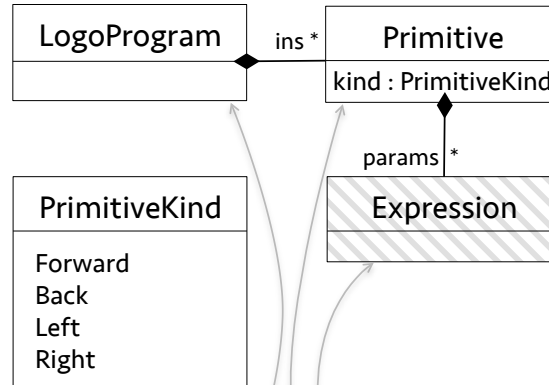 LogoProgram
ins *
Primitive
kind : PrimitiveKind
params *
PrimitiveKind
Expression
Forward
Back
Left
Right